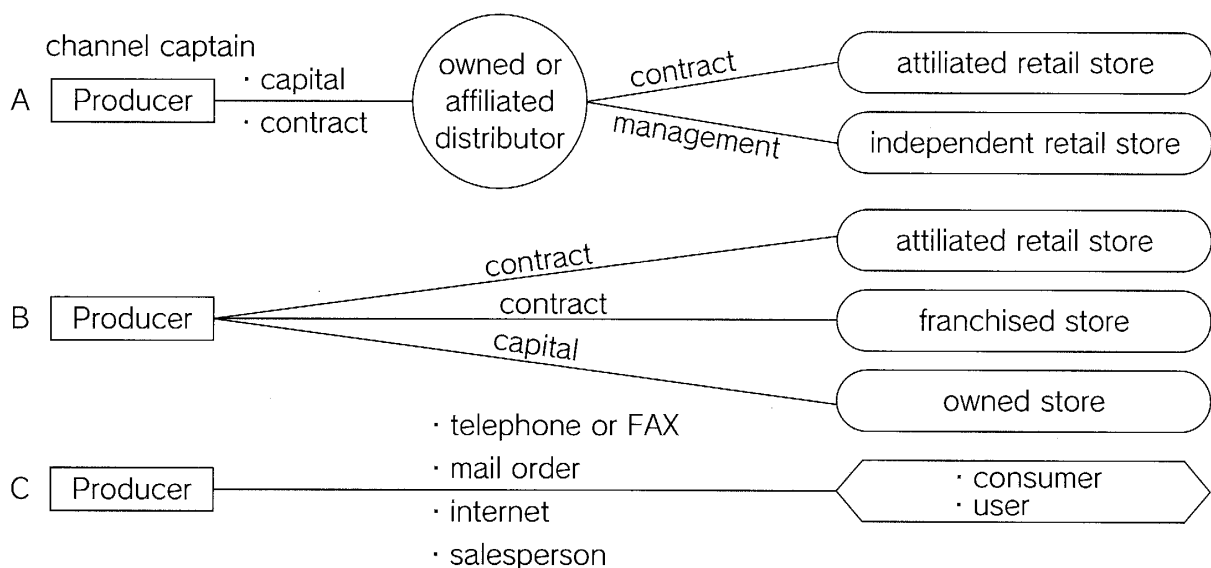 channel captain
A
Producer
· capital
· contract
owned or
affiliated
distributor
contract
management
attiliated retail store
independent retail store
B
Producer
contract
contract
capital
attiliated retail store
franchised store
owned store
C
Producer
· telephone or FAX
· mail order
· internet
· salesperson
· consumer
· user